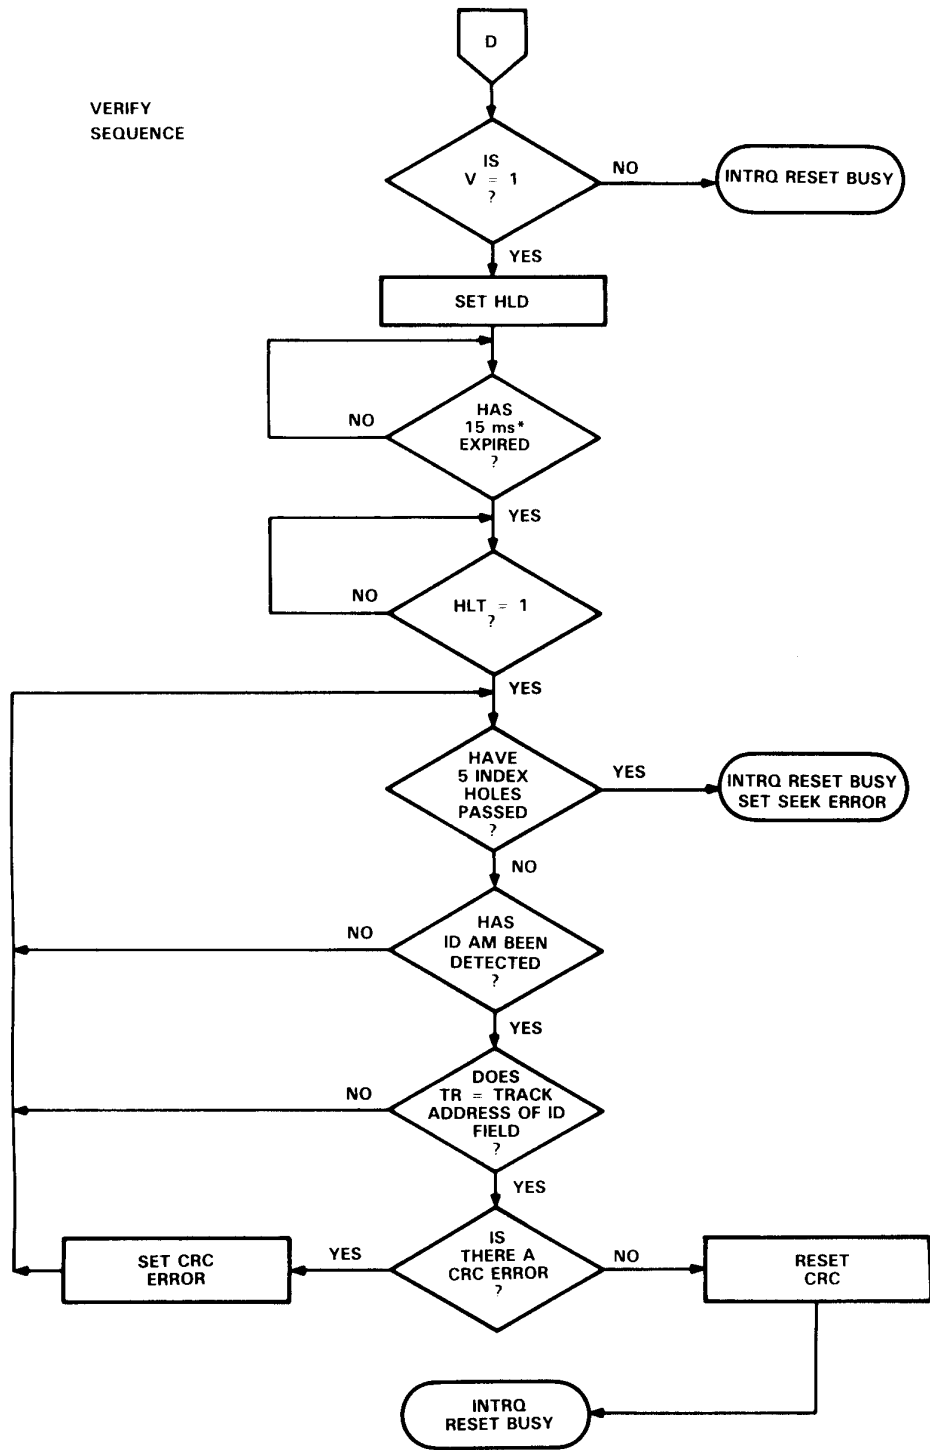 D
VERIFY
SEQUENCE
IS
V = 1
?
NO
INTRQ RESET BUSY
YES
SET HLD
HAS
15 ms*
EXPIRED
?
NO
YES
HLT = 1
?
NO
YES
HAVE
5 INDEX
HOLES
PASSED
?
YES
INTRQ RESET BUSY
SET SEEK ERROR
NO
HAS
ID AM BEEN
DETECTED
?
NO
YES
DOES
TR = TRACK
ADDRESS OF ID
FIELD
?
NO
YES
IS
THERE A
CRC ERROR
?
YES
SET CRC
ERROR
NO
RESET
CRC
INTRQ
RESET BUSY